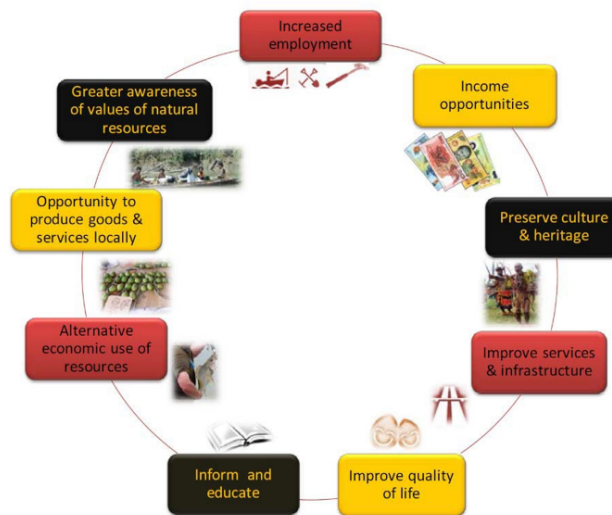 Increased
employment
Income
opportunities
Preserve culture
& heritage
Improve services
& infrastructure
Improve quality
of life
Inform and
educate
Alternative
economic use of
resources
Opportunity to
produce goods &
services locally
Greater awareness
of values of natural
resources